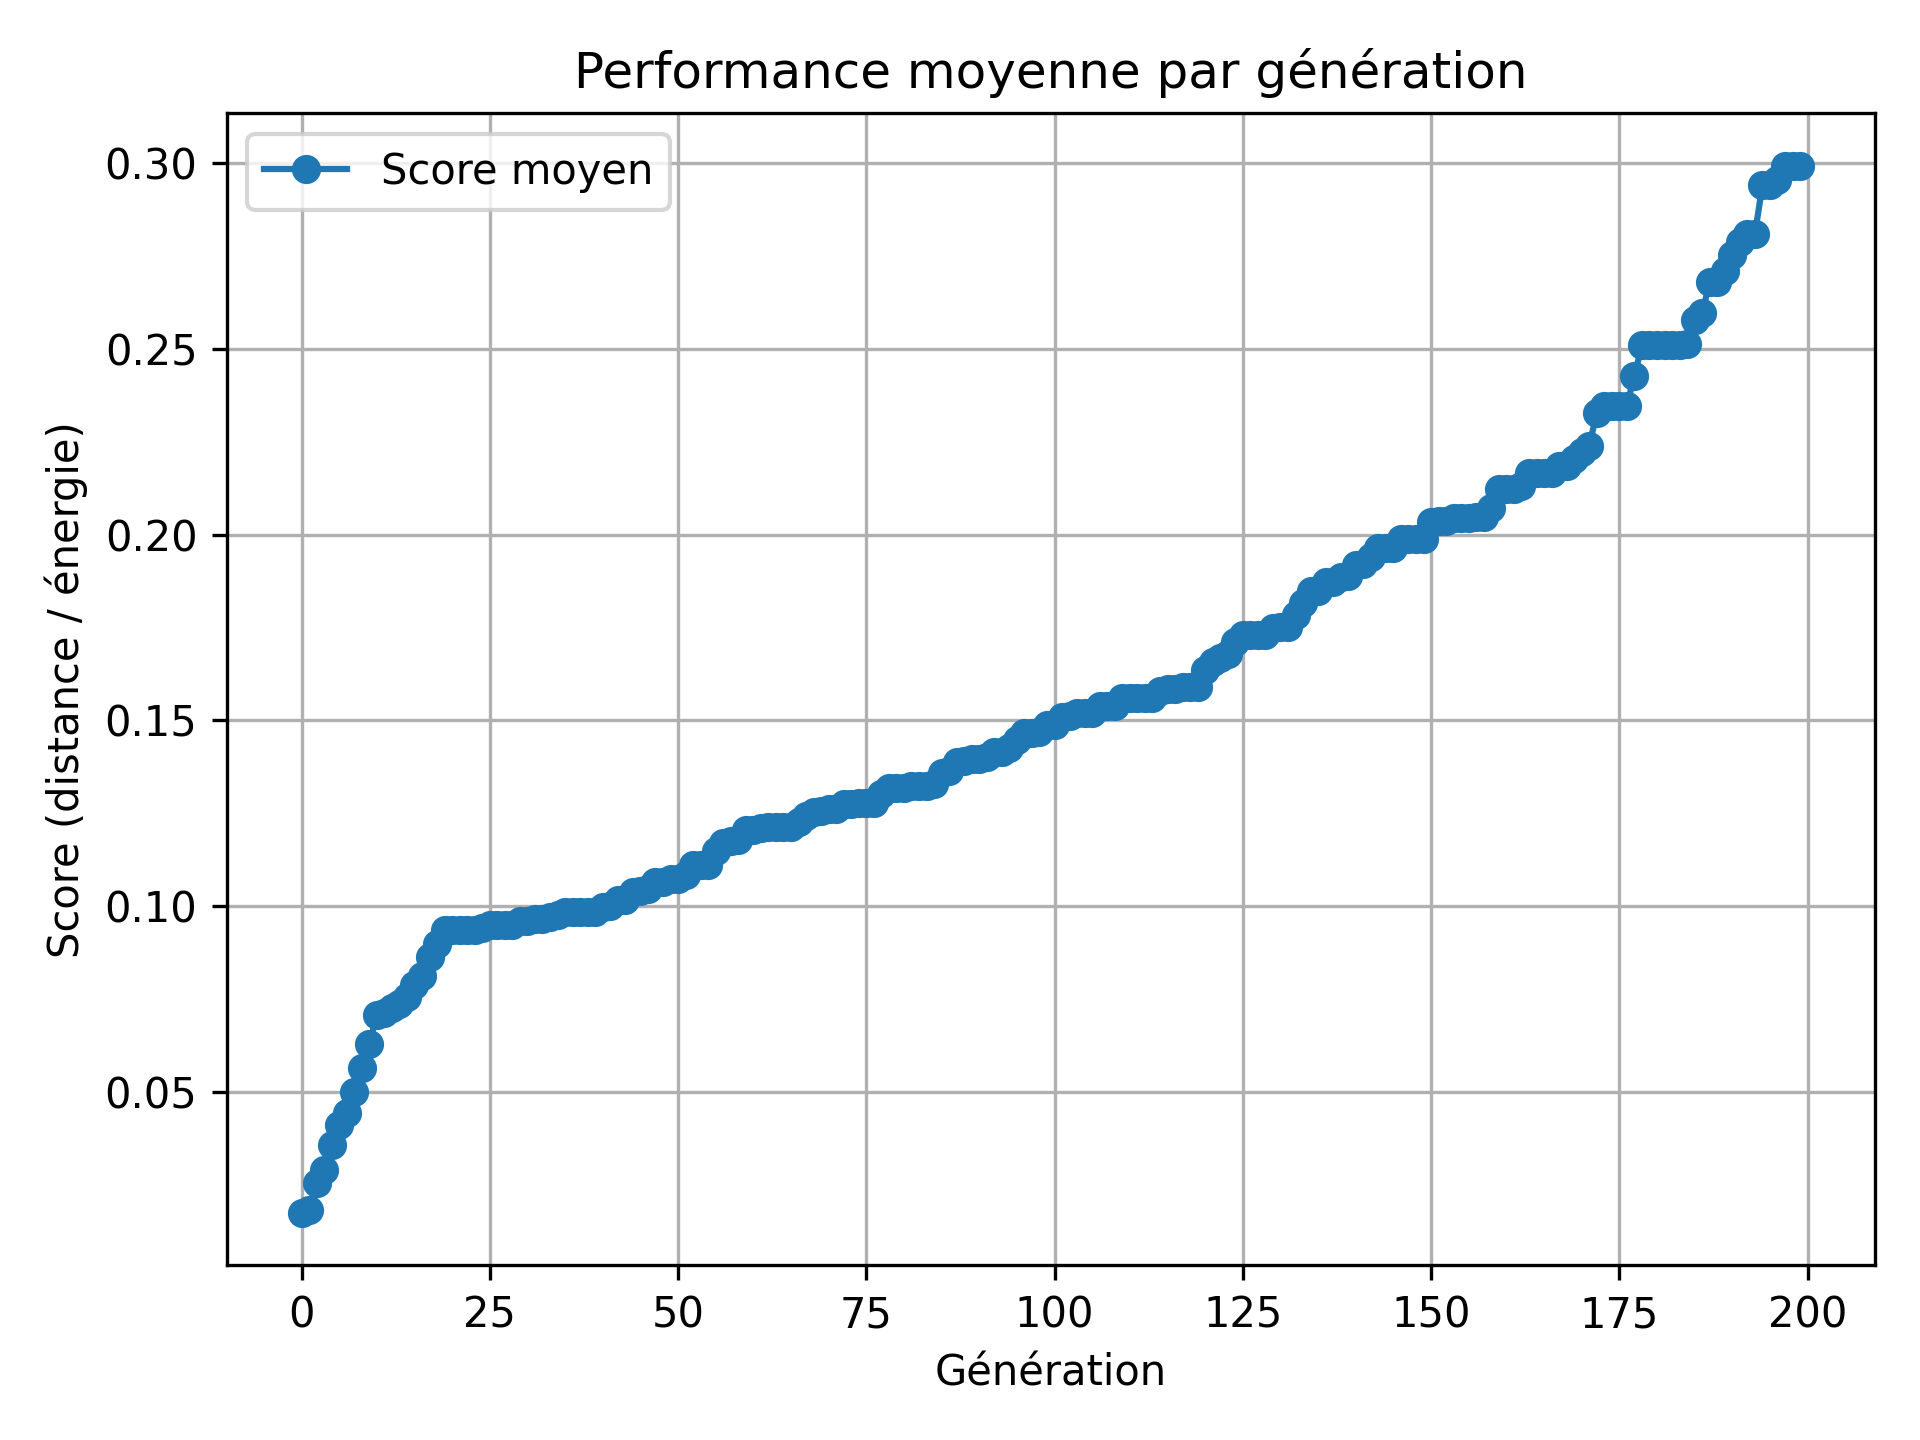 Performance moyenne par génération
Score moyen
Score (distance / énergie)
0.30
0.25
0.20
0.15
0.10
0.05
0 25 50 75 100 125 150 175 200
Génération